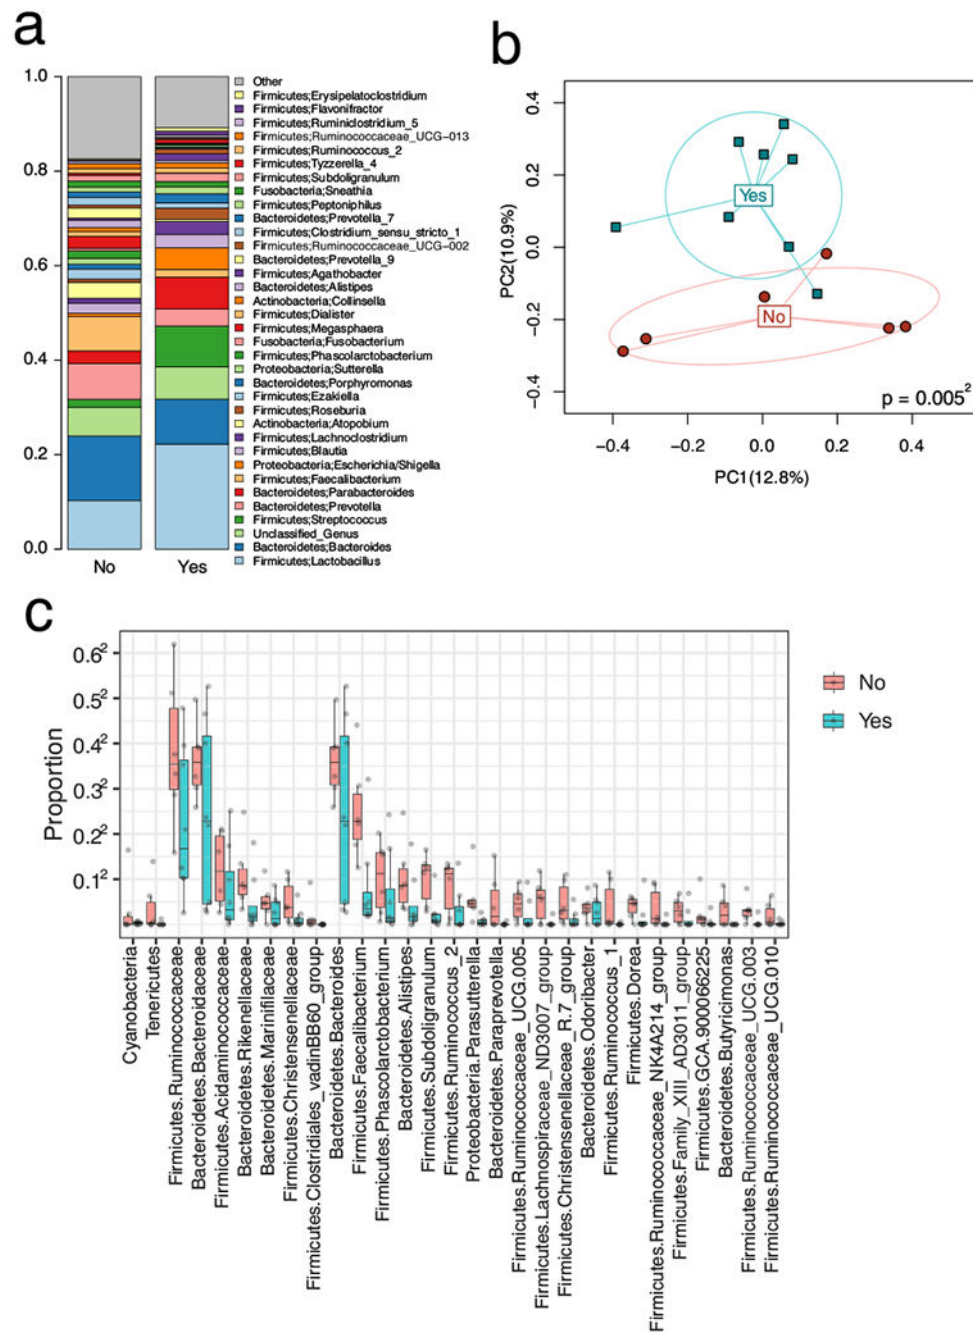 a
1.0
0.8
0.6
0.4
0.2
0.0
No
Yes
Other
Firmicutes;Erysipelatoclostridium
Firmicutes;Flavonifractor
Firmicutes;Ruminiclostridium_5
Firmicutes;Ruminococcaceae_UCG-013
Firmicutes;Ruminococcus_2
Firmicutes;Tyzzerella_4
Firmicutes;Subdoligranulum
Fusobacteria;Sneathia
Firmicutes;Peptoniphilus
Bacteroidetes;Prevotella_7
Firmicutes;Clostridium_sensu_stricto_1
Firmicutes;Ruminococcaceae_UCG-002
Bacteroidetes;Prevotella_9
Firmicutes;Agathobacter
Bacteroidetes;Alistipes
Actinobacteria;Collinsella
Firmicutes;Dialister
Firmicutes;Megasphaera
Fusobacteria;Fusobacterium
Firmicutes;Phascolarctobacterium
Proteobacteria;Sutterella
Bacteroidetes;Porphyromonas
Firmicutes;Ezakiella
Firmicutes;Roseburia
Actinobacteria;Atopobium
Firmicutes;Lachnoclostridium
Firmicutes;Blautia
Proteobacteria;Escherichia/Shigella
Firmicutes;Faecalibacterium
Bacteroidetes;Parabacteroides
Bacteroidetes;Prevotella
Firmicutes;Streptococcus
Unclassified_Genus
Bacteroidetes;Bacteroides
Firmicutes;Lactobacillus
b
PC2(10.9%)
0.4
0.2
0.0
−0.2
−0.4
Yes
No
p = 0.005²
−0.4
−0.2
0.0
0.2
0.4
PC1(12.8%)
c
Proportion
0.6²
0.5²
0.4²
0.3²
0.2²
0.1²
No
Yes
Cyanobacteria
Tenericutes
Firmicutes.Ruminococcaceae
Bacteroidetes.Bacteroidaceae
Firmicutes.Acidaminococcaceae
Bacteroidetes.Rikenellaceae
Bacteroidetes.Marinifilaceae
Firmicutes.Christensenellaceae
Firmicutes.Clostridiales_vadinBB60_group
Bacteroidetes.Bacteroides
Firmicutes.Faecalibacterium
Firmicutes.Phascolarctobacterium
Bacteroidetes.Alistipes
Firmicutes.Subdoligranulum
Firmicutes.Ruminococcus_2
Proteobacteria.Parasutterella
Bacteroidetes.Paraprevotella
Firmicutes.Ruminococcaceae_UCG.005
Firmicutes.Lachnospiraceae_ND3007_group
Firmicutes.Christensenellaceae_R.7_group
Bacteroidetes.Odoribacter
Firmicutes.Ruminococcus_1
Firmicutes.Dorea
Firmicutes.Ruminococcaceae_NK4A214_group
Firmicutes.Family_XIII_AD3011_group
Firmicutes.GCA.900066225
Bacteroidetes.Butyricimonas
Firmicutes.Ruminococcaceae_UCG.003
Firmicutes.Ruminococcaceae_UCG.010